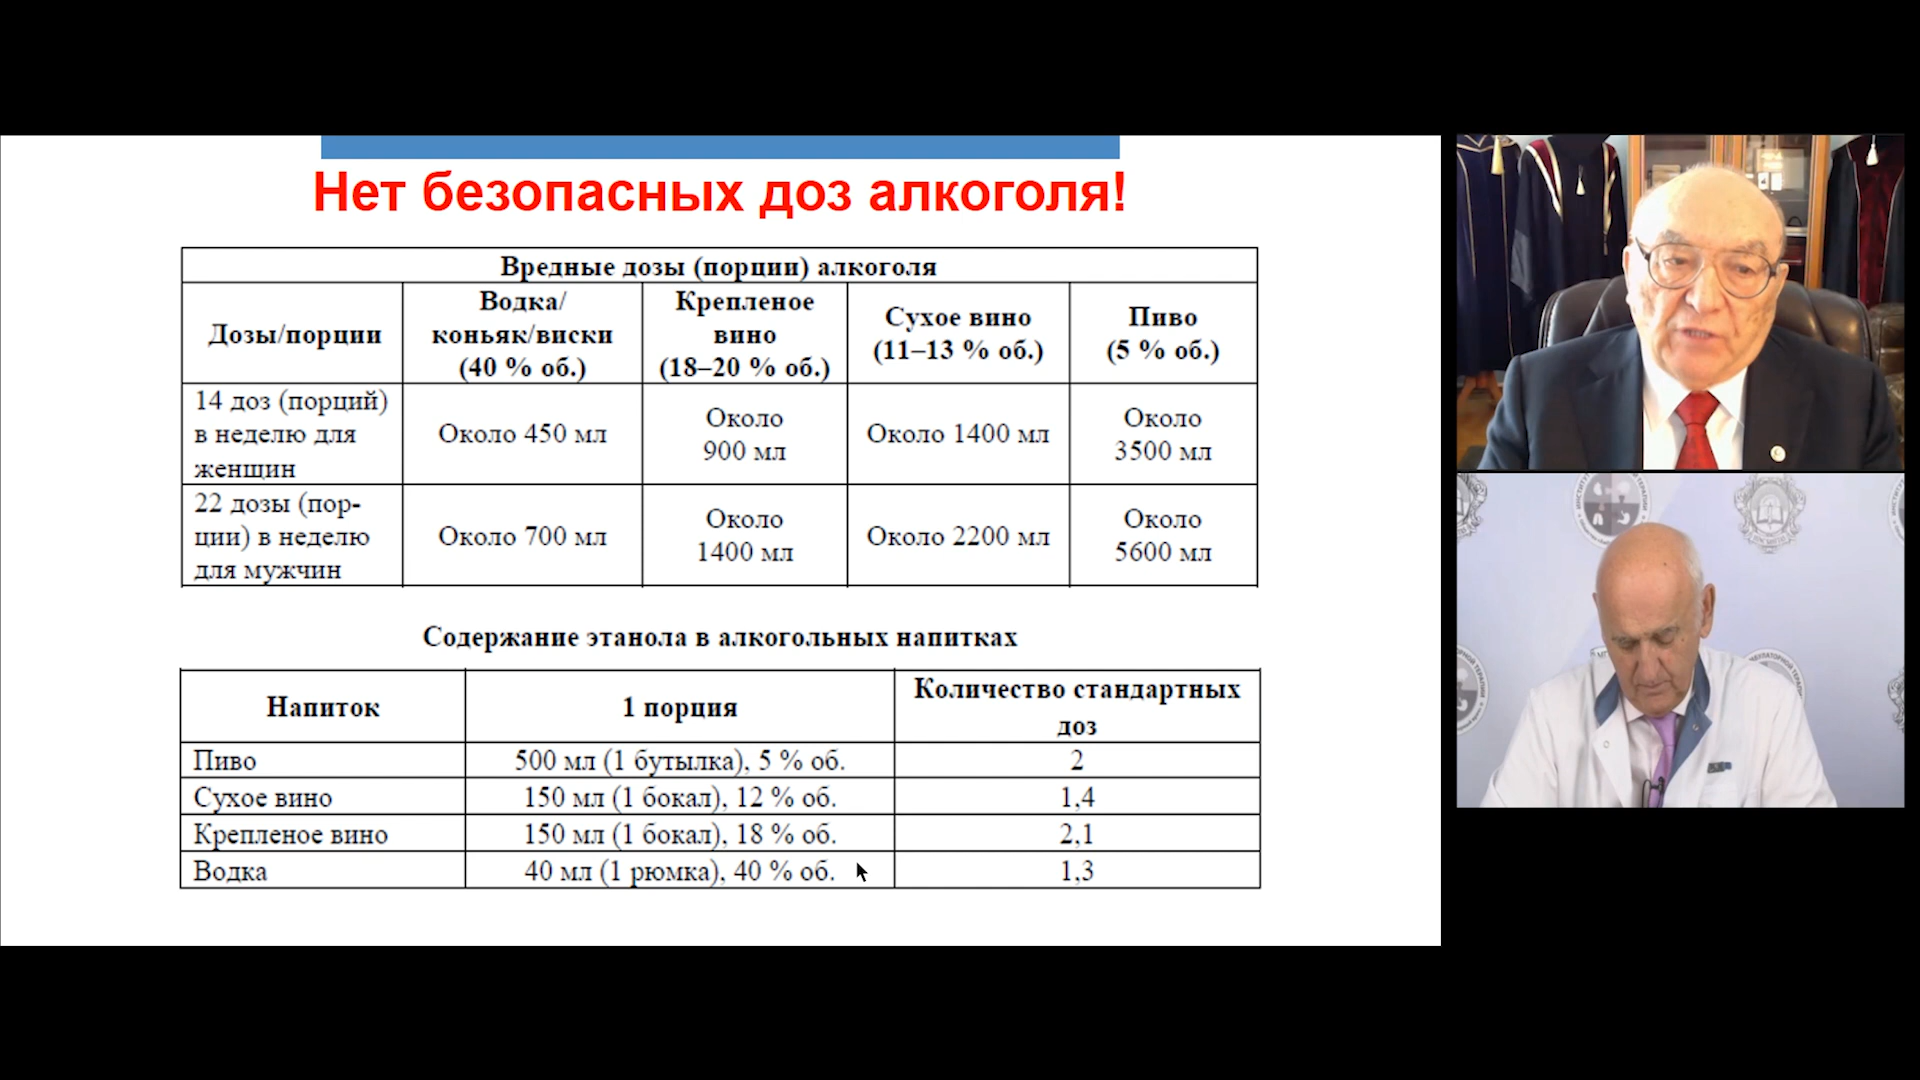 Нет безопасных доз алкоголя!
Вредные дозы (порции) алкоголя
Дозы/порции
Водка/
коньяк/виски
(40 % об.)
Крепленое
вино
(18–20 % об.)
Сухое вино
(11–13 % об.)
Пиво
(5 % об.)
14 доз (порций)
в неделю для
женщин
Около 450 мл
Около
900 мл
Около 1400 мл
Около
3500 мл
22 дозы (пор-
ции) в неделю
для мужчин
Около 700 мл
Около
1400 мл
Около 2200 мл
Около
5600 мл
Содержание этанола в алкогольных напитках
Напиток
1 порция
Количество стандартных
доз
Пиво
500 мл (1 бутылка), 5 % об.
2
Сухое вино
150 мл (1 бокал), 12 % об.
1,4
Крепленое вино
150 мл (1 бокал), 18 % об.
2,1
Водка
40 мл (1 рюмка), 40 % об.
1,3